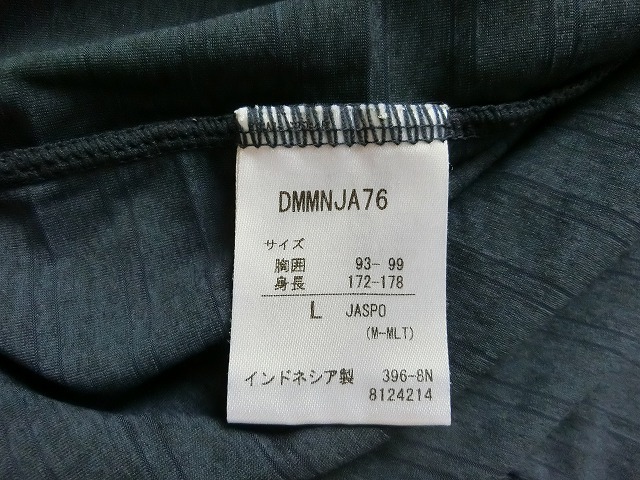 DMMNJA76
サイズ
胸囲 93- 99
身長 172-178
L JASPO
(M-MLT)
インドネシア製 396-8N
8124214